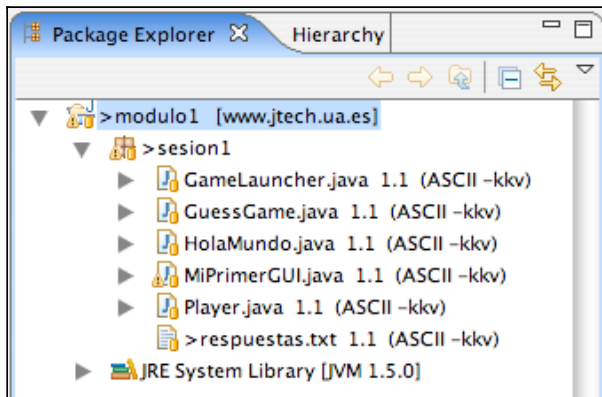 Package Explorer Hierarchy
>modulo1 [www.jtech.ua.es]
>sesion1
GameLauncher.java 1.1 (ASCII -kkv)
GuessGame.java 1.1 (ASCII -kkv)
HolaMundo.java 1.1 (ASCII -kkv)
MiPrimerGUI.java 1.1 (ASCII -kkv)
Player.java 1.1 (ASCII -kkv)
>respuestas.txt 1.1 (ASCII -kkv)
JRE System Library [JVM 1.5.0]